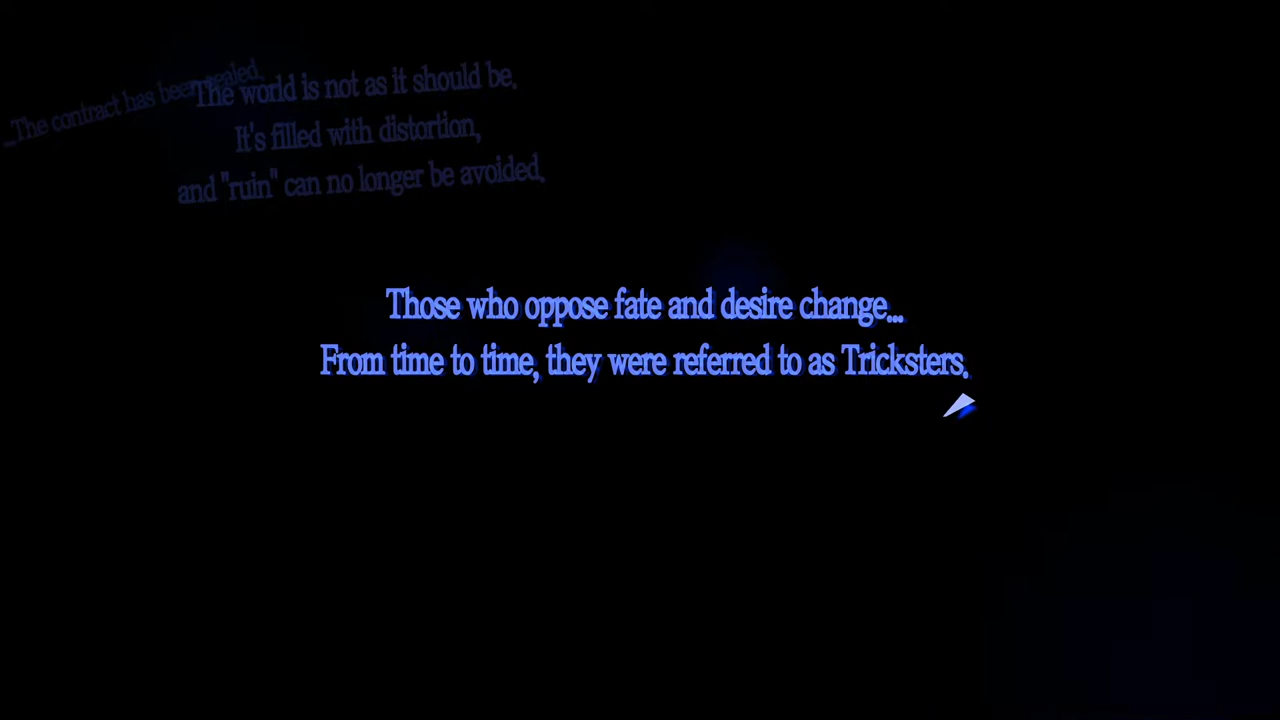 ...The contract has been sealed.
The world is not as it should be.
It's filled with distortion,
and "ruin" can no longer be avoided.
Those who oppose fate and desire change...
From time to time, they were referred to as Tricksters.